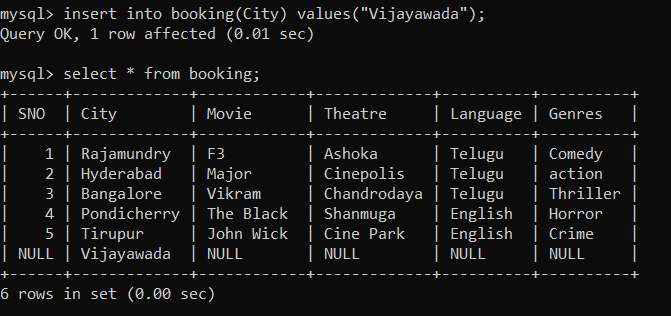 mysql> insert into booking(City) values("Vijayawada");
Query OK, 1 row affected (0.01 sec)

mysql> select * from booking;
+------+-------------+-----------+-------------+----------+----------+
| SNO  | City        | Movie     | Theatre     | Language | Genres   |
+------+-------------+-----------+-------------+----------+----------+
|    1 | Rajamundry  | F3        | Ashoka      | Telugu   | Comedy   |
|    2 | Hyderabad   | Major     | Cinepolis   | Telugu   | action   |
|    3 | Bangalore   | Vikram    | Chandrodaya | Telugu   | Thriller |
|    4 | Pondicherry | The Black | Shanmuga    | English  | Horror   |
|    5 | Tirupur     | John Wick | Cine Park   | English  | Crime    |
| NULL | Vijayawada  | NULL      | NULL        | NULL     | NULL     |
+------+-------------+-----------+-------------+----------+----------+
6 rows in set (0.00 sec)